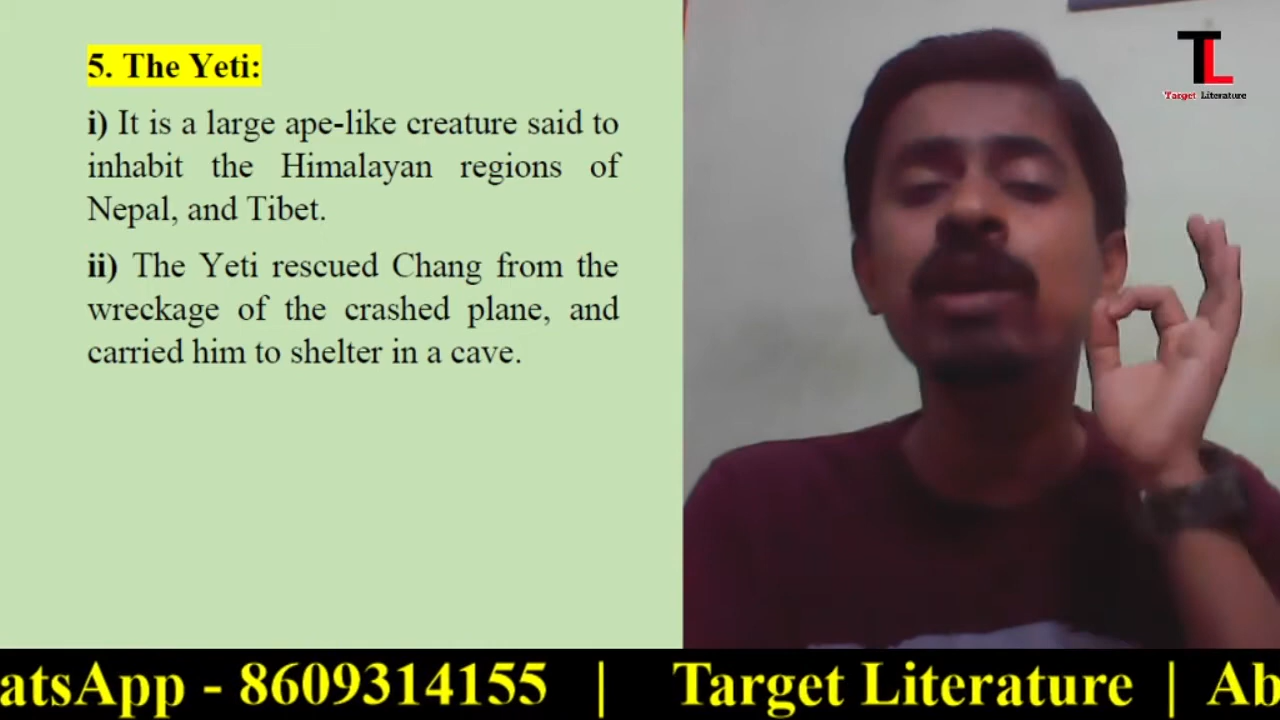 5. The Yeti:
i) It is a large ape-like creature said to
inhabit the Himalayan regions of
Nepal, and Tibet.
ii) The Yeti rescued Chang from the
wreckage of the crashed plane, and
carried him to shelter in a cave.
TL
Target Literature
atsApp - 8609314155 | Target Literature | Ab